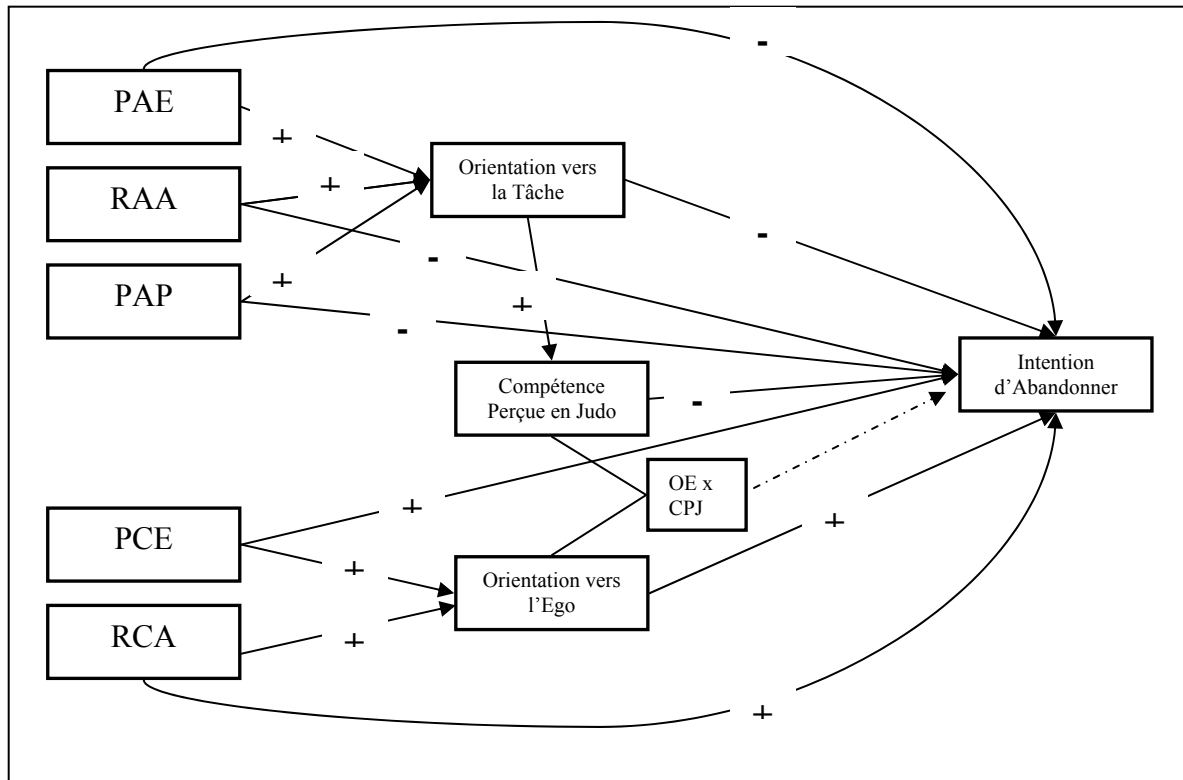 -
PAE
+
RAA
+
Orientation vers
la Tâche
-
-
PAP
+
+
-
Intention
d'Abandonner
Compétence
Perçue en Judo
-
OE x
CPJ
PCE
+
+
+
Orientation vers
l'Ego
RCA
+
+